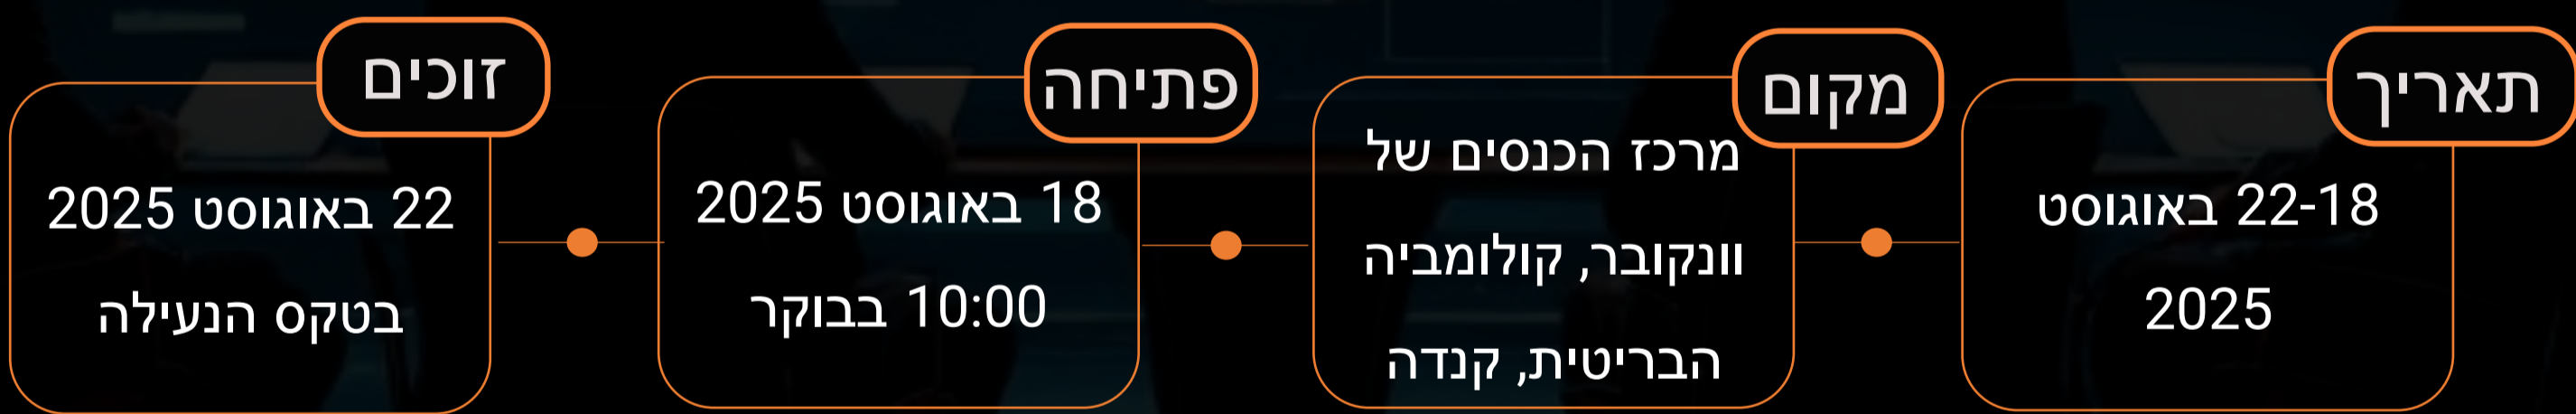 תאריך
22-18 באוגוסט
2025
מקום
מרכז הכנסים של
וונקובר, קולומביה
הבריטית, קנדה
פתיחה
18 באוגוסט 2025
10:00 בבוקר
זוכים
22 באוגוסט 2025
בטקס הנעילה